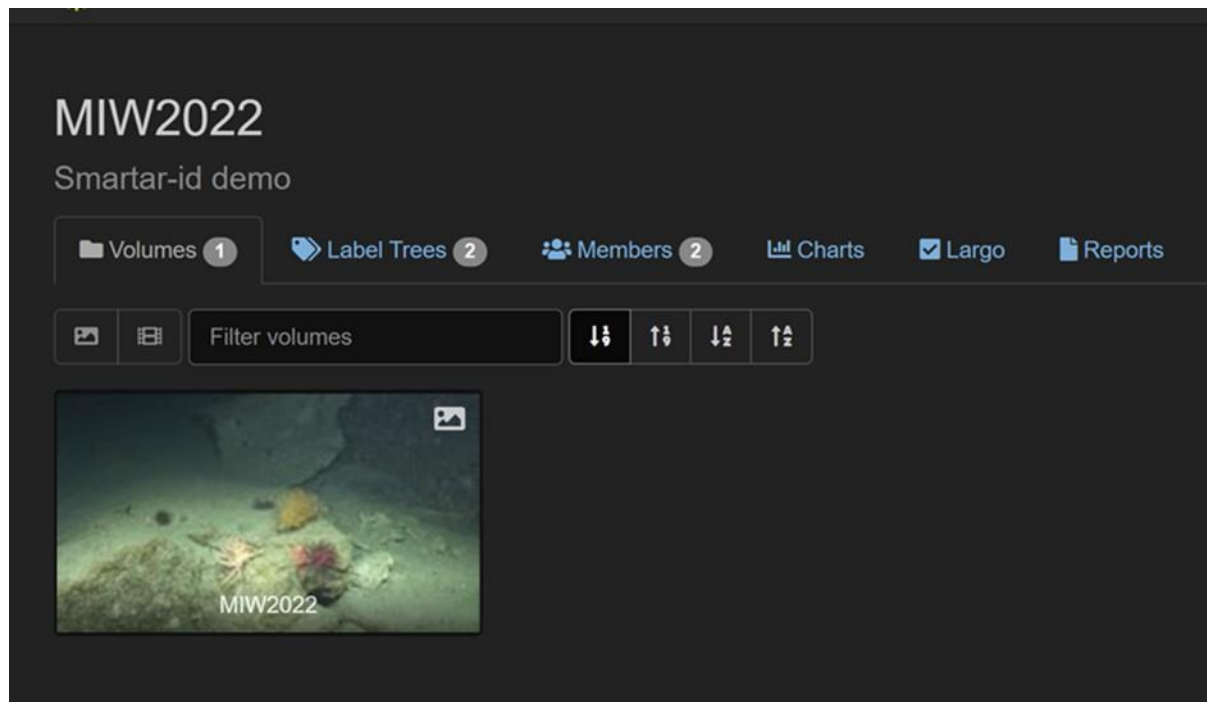 MIW2022
Smartar-id demo
Volumes 1 Label Trees 2 Members 2 Charts Largo Reports
Filter volumes
MIW2022